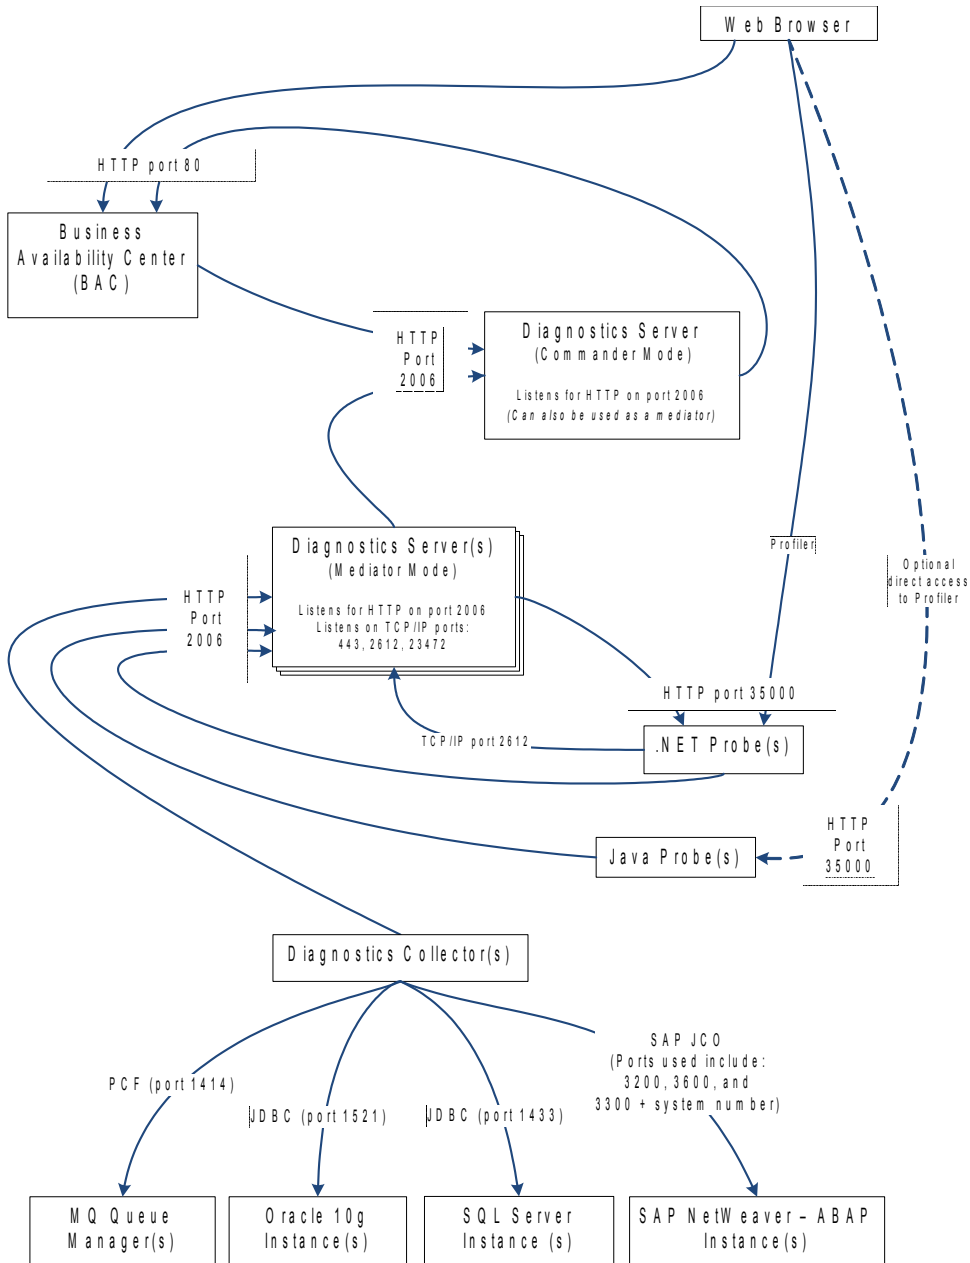 Web Browser
HTTP port 80
Business
Availability Center
(BAC)
HTTP
Port
2006
Diagnostics Server
(Commander Mode)
Listens for HTTP on port 2006
(Can also be used as a mediator)
Diagnostics Server(s)
(Mediator Mode)
Listens for HTTP on port 2006
Listens on TCP/IP ports:
443, 2612, 23472
HTTP
Port
2006
Profiler
Optional
direct access
to Profiler
HTTP port 35000
TCP/IP port 2612
.NET Probe(s)
HTTP
Port
35000
Java Probe(s)
Diagnostics Collector(s)
PCF (port 1414)
JDBC (port 1521)
JDBC (port 1433)
SAP JCO
(Ports used include:
3200, 3600, and
3300 + system number)
MQ Queue
Manager(s)
Oracle 10g
Instance(s)
SQL Server
Instance (s)
SAP NetWeaver – ABAP
Instance(s)